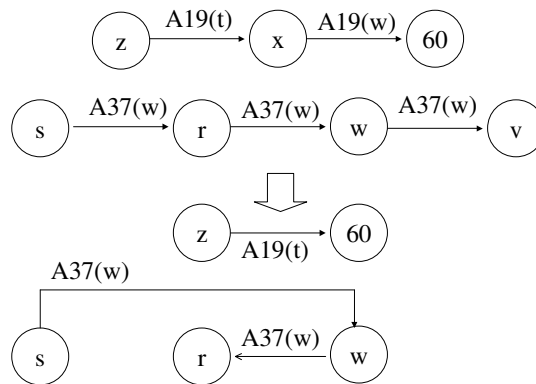 A19(t) A19(w)
z x 60
A37(w) A37(w) A37(w)
s r w v
z 60
A19(t)
A37(w)
A37(w)
s r w